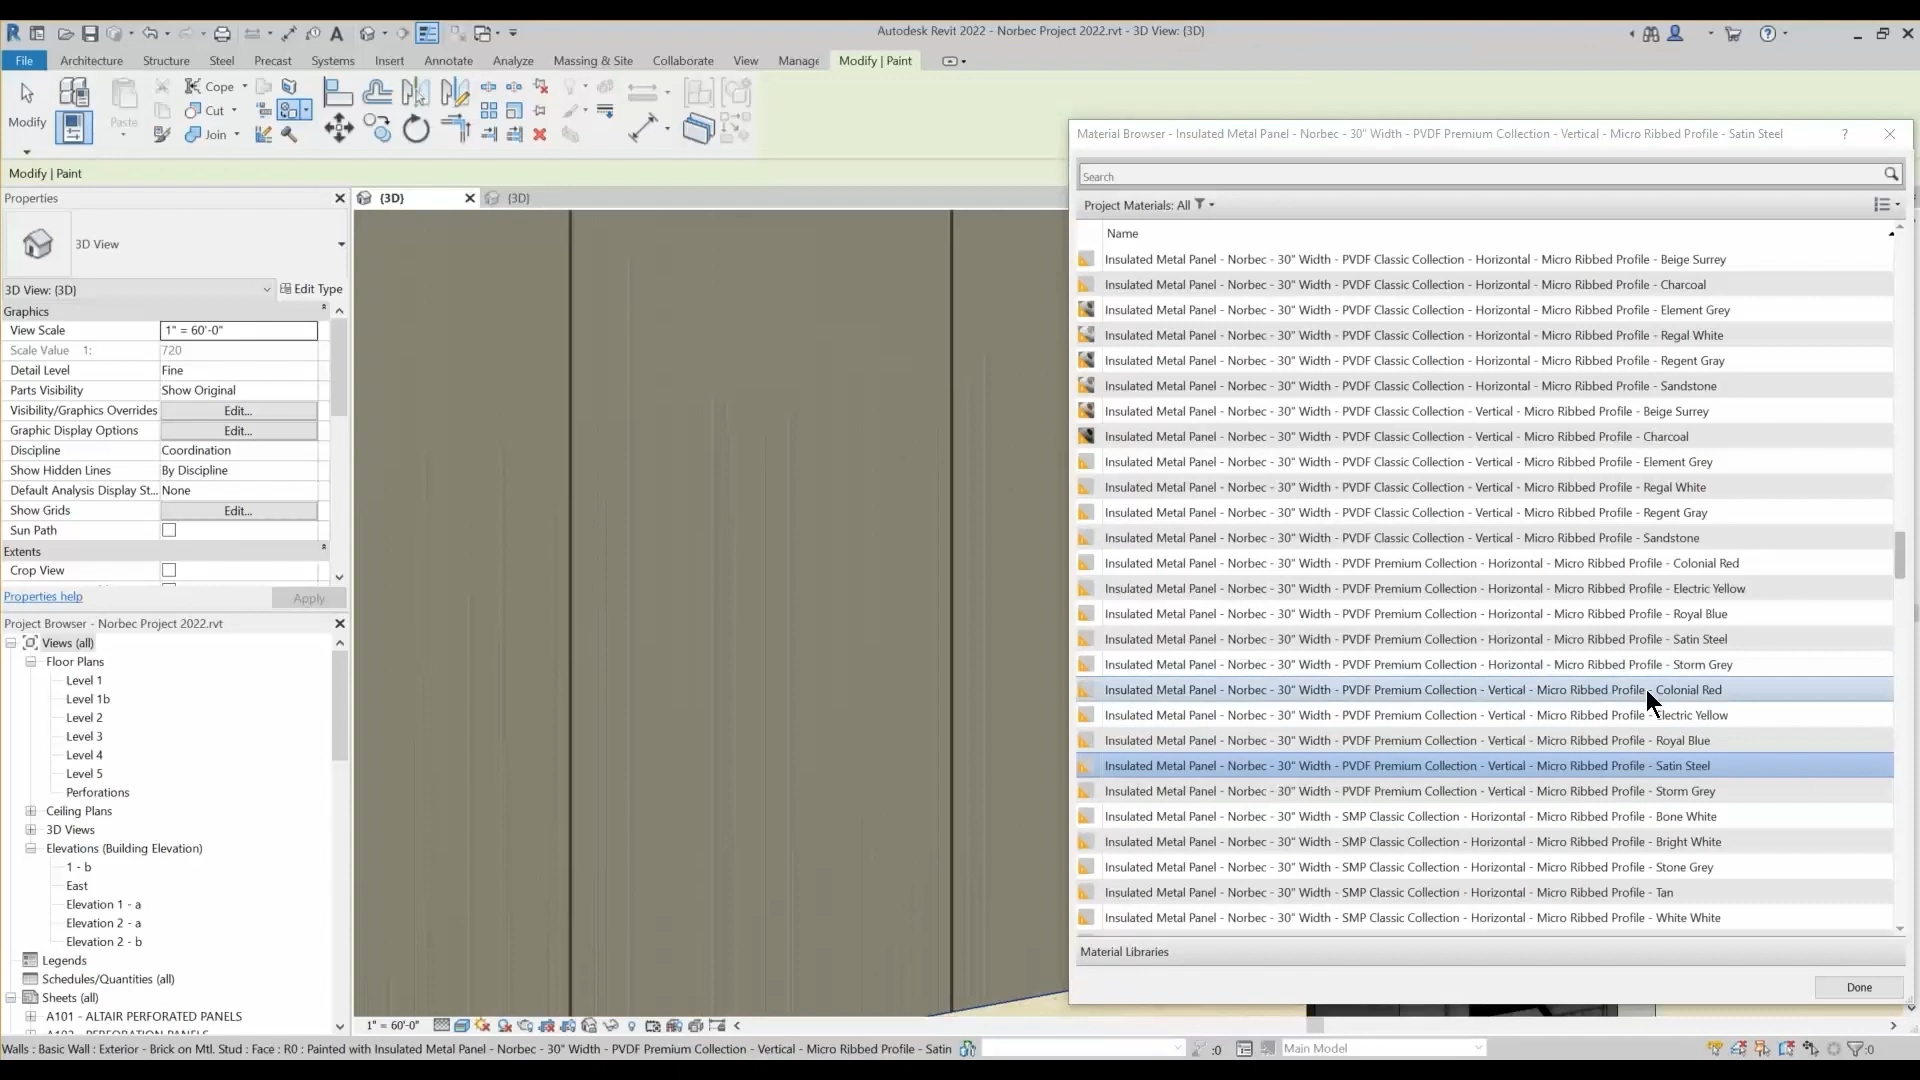 Autodesk Revit 2022 - Norbec Project 2022.rvt - 3D View: {3D}
File Architecture Structure Steel Precast Systems Insert Annotate Analyze Massing & Site Collaborate View Manage Modify | Paint
Modify
Paste
Cope
Cut
Join
Modify | Paint
Properties
3D View
3D View: {3D}
Edit Type
Graphics
View Scale 1" = 60'-0"
Scale Value 1: 720
Detail Level Fine
Parts Visibility Show Original
Visibility/Graphics Overrides Edit...
Graphic Display Options Edit...
Discipline Coordination
Show Hidden Lines By Discipline
Default Analysis Display St... None
Show Grids Edit...
Sun Path
Extents
Crop View
Properties help Apply
Project Browser - Norbec Project 2022.rvt
Views (all)
Floor Plans
Level 1
Level 1b
Level 2
Level 3
Level 4
Level 5
Perforations
Ceiling Plans
3D Views
Elevations (Building Elevation)
1 - b
East
Elevation 1 - a
Elevation 2 - a
Elevation 2 - b
Legends
Schedules/Quantities (all)
Sheets (all)
A101 - ALTAIR PERFORATED PANELS
{3D} {3D}
Material Browser - Insulated Metal Panel - Norbec - 30" Width - PVDF Premium Collection - Vertical - Micro Ribbed Profile - Satin Steel
Search
Project Materials: All
Name
Insulated Metal Panel - Norbec - 30" Width - PVDF Classic Collection - Horizontal - Micro Ribbed Profile - Beige Surrey
Insulated Metal Panel - Norbec - 30" Width - PVDF Classic Collection - Horizontal - Micro Ribbed Profile - Charcoal
Insulated Metal Panel - Norbec - 30" Width - PVDF Classic Collection - Horizontal - Micro Ribbed Profile - Element Grey
Insulated Metal Panel - Norbec - 30" Width - PVDF Classic Collection - Horizontal - Micro Ribbed Profile - Regal White
Insulated Metal Panel - Norbec - 30" Width - PVDF Classic Collection - Horizontal - Micro Ribbed Profile - Regent Gray
Insulated Metal Panel - Norbec - 30" Width - PVDF Classic Collection - Horizontal - Micro Ribbed Profile - Sandstone
Insulated Metal Panel - Norbec - 30" Width - PVDF Classic Collection - Vertical - Micro Ribbed Profile - Beige Surrey
Insulated Metal Panel - Norbec - 30" Width - PVDF Classic Collection - Vertical - Micro Ribbed Profile - Charcoal
Insulated Metal Panel - Norbec - 30" Width - PVDF Classic Collection - Vertical - Micro Ribbed Profile - Element Grey
Insulated Metal Panel - Norbec - 30" Width - PVDF Classic Collection - Vertical - Micro Ribbed Profile - Regal White
Insulated Metal Panel - Norbec - 30" Width - PVDF Classic Collection - Vertical - Micro Ribbed Profile - Regent Gray
Insulated Metal Panel - Norbec - 30" Width - PVDF Classic Collection - Vertical - Micro Ribbed Profile - Sandstone
Insulated Metal Panel - Norbec - 30" Width - PVDF Premium Collection - Horizontal - Micro Ribbed Profile - Colonial Red
Insulated Metal Panel - Norbec - 30" Width - PVDF Premium Collection - Horizontal - Micro Ribbed Profile - Electric Yellow
Insulated Metal Panel - Norbec - 30" Width - PVDF Premium Collection - Horizontal - Micro Ribbed Profile - Royal Blue
Insulated Metal Panel - Norbec - 30" Width - PVDF Premium Collection - Horizontal - Micro Ribbed Profile - Satin Steel
Insulated Metal Panel - Norbec - 30" Width - PVDF Premium Collection - Horizontal - Micro Ribbed Profile - Storm Grey
Insulated Metal Panel - Norbec - 30" Width - PVDF Premium Collection - Vertical - Micro Ribbed Profile - Colonial Red
Insulated Metal Panel - Norbec - 30" Width - PVDF Premium Collection - Vertical - Micro Ribbed Profile - Electric Yellow
Insulated Metal Panel - Norbec - 30" Width - PVDF Premium Collection - Vertical - Micro Ribbed Profile - Royal Blue
Insulated Metal Panel - Norbec - 30" Width - PVDF Premium Collection - Vertical - Micro Ribbed Profile - Satin Steel
Insulated Metal Panel - Norbec - 30" Width - PVDF Premium Collection - Vertical - Micro Ribbed Profile - Storm Grey
Insulated Metal Panel - Norbec - 30" Width - SMP Classic Collection - Horizontal - Micro Ribbed Profile - Bone White
Insulated Metal Panel - Norbec - 30" Width - SMP Classic Collection - Horizontal - Micro Ribbed Profile - Bright White
Insulated Metal Panel - Norbec - 30" Width - SMP Classic Collection - Horizontal - Micro Ribbed Profile - Stone Grey
Insulated Metal Panel - Norbec - 30" Width - SMP Classic Collection - Horizontal - Micro Ribbed Profile - Tan
Insulated Metal Panel - Norbec - 30" Width - SMP Classic Collection - Horizontal - Micro Ribbed Profile - White White
Material Libraries
Done
1" = 60'-0"
Walls : Basic Wall : Exterior - Brick on Mtl. Stud : Face : R0 : Painted with Insulated Metal Panel - Norbec - 30" Width - PVDF Premium Collection - Vertical - Micro Ribbed Profile - Satin
:0
Main Model
:0